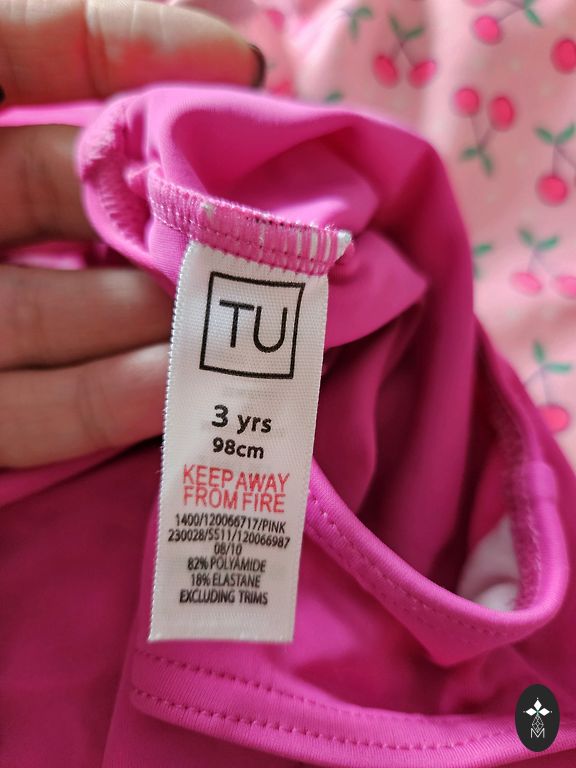 TU
3 yrs
98cm
KEEP AWAY
FROM FIRE
1400/120066717/PINK
230028/SS11/120066987
08/10
82% POLYAMIDE
18% ELASTANE
EXCLUDING TRIMS
M